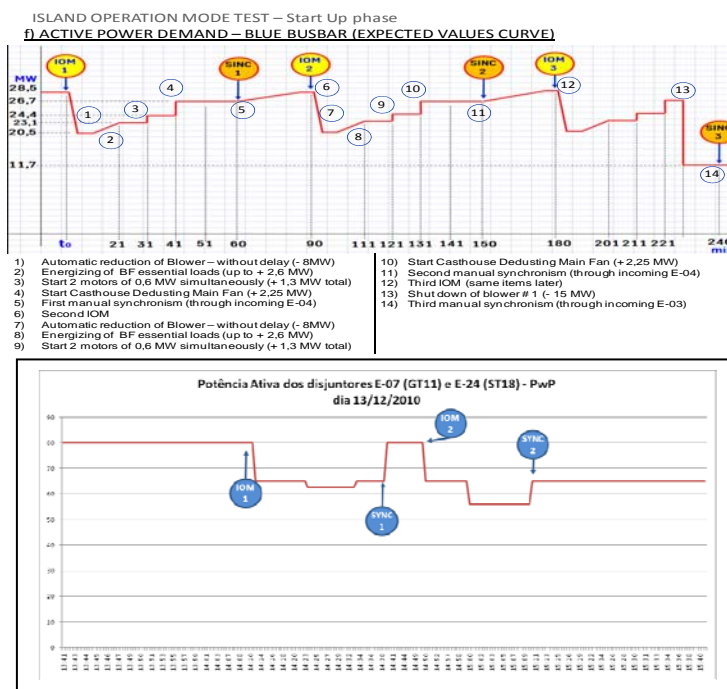 ISLAND OPERATION MODE TEST – Start Up phase
f) ACTIVE POWER DEMAND – BLUE BUSBAR (EXPECTED VALUES CURVE)
IOM 1
SINC 1
IOM 2
SINC 2
IOM 3
SINC 3
MW
28,5
26,7
24,4
23,1
20,5
11,7
1 2 3 4 5 6 7 8 9 10 11 12 13 14
to 21 31 41 51 60 90 111 121 131 141 150 180 201 211 221 240
min
1) Automatic reduction of Blower – without delay (- 8MW)
2) Energizing of BF essential loads (up to + 2,6 MW)
3) Start 2 motors of 0,6 MW simultaneously (+ 1,3 MW total)
4) Start Casthouse Dedusting Main Fan (+ 2,25 MW)
5) First manual synchronism (through incoming E-04)
6) Second IOM
7) Automatic reduction of Blower – without delay (- 8MW)
8) Energizing of BF essential loads (up to + 2,6 MW)
9) Start 2 motors of 0,6 MW simultaneously (+ 1,3 MW total)
10) Start Casthouse Dedusting Main Fan (+ 2,25 MW)
11) Second manual synchronism (through incoming E-04)
12) Third IOM (same items later)
13) Shut down of blower # 1 (- 15 MW)
14) Third manual synchronism (through incoming E-03)
Potência Ativa dos disjuntores E-07 (GT11) e E-24 (ST18) - PwP
dia 13/12/2010
90
80
70
60
50
40
30
20
10
0
IOM 1
SYNC 1
IOM 2
SYNC 2